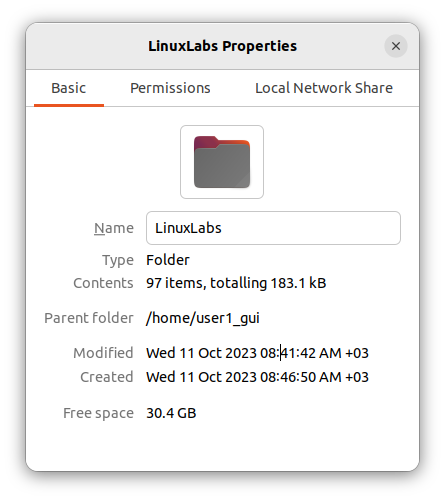 LinuxLabs Properties
Basic Permissions Local Network Share
Name LinuxLabs
Type Folder
Contents 97 items, totalling 183.1 kB
Parent folder /home/user1_gui
Modified Wed 11 Oct 2023 08:41:42 AM +03
Created Wed 11 Oct 2023 08:46:50 AM +03
Free space 30.4 GB